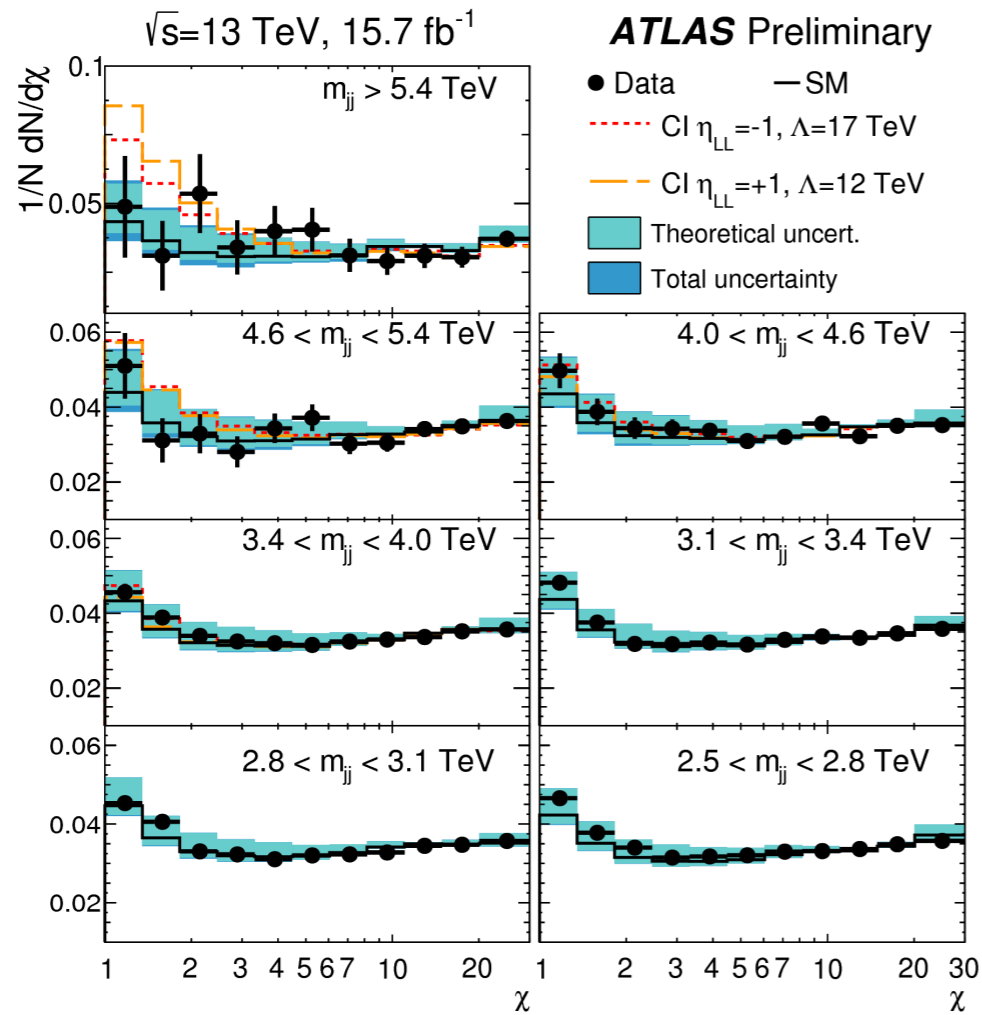 √s=13 TeV, 15.7 fb⁻¹
ATLAS Preliminary
1/N dN/dχ
0.1
0.05
m_jj > 5.4 TeV
Data
SM
CI η_LL=-1, Λ=17 TeV
CI η_LL=+1, Λ=12 TeV
Theoretical uncert.
Total uncertainty
4.6 < m_jj < 5.4 TeV
0.06
0.04
0.02
4.0 < m_jj < 4.6 TeV
3.4 < m_jj < 4.0 TeV
0.06
0.04
0.02
3.1 < m_jj < 3.4 TeV
2.8 < m_jj < 3.1 TeV
0.06
0.04
0.02
2.5 < m_jj < 2.8 TeV
1 2 3 4 5 6 7 10 20
χ
1 2 3 4 5 6 7 10 20 30
χ